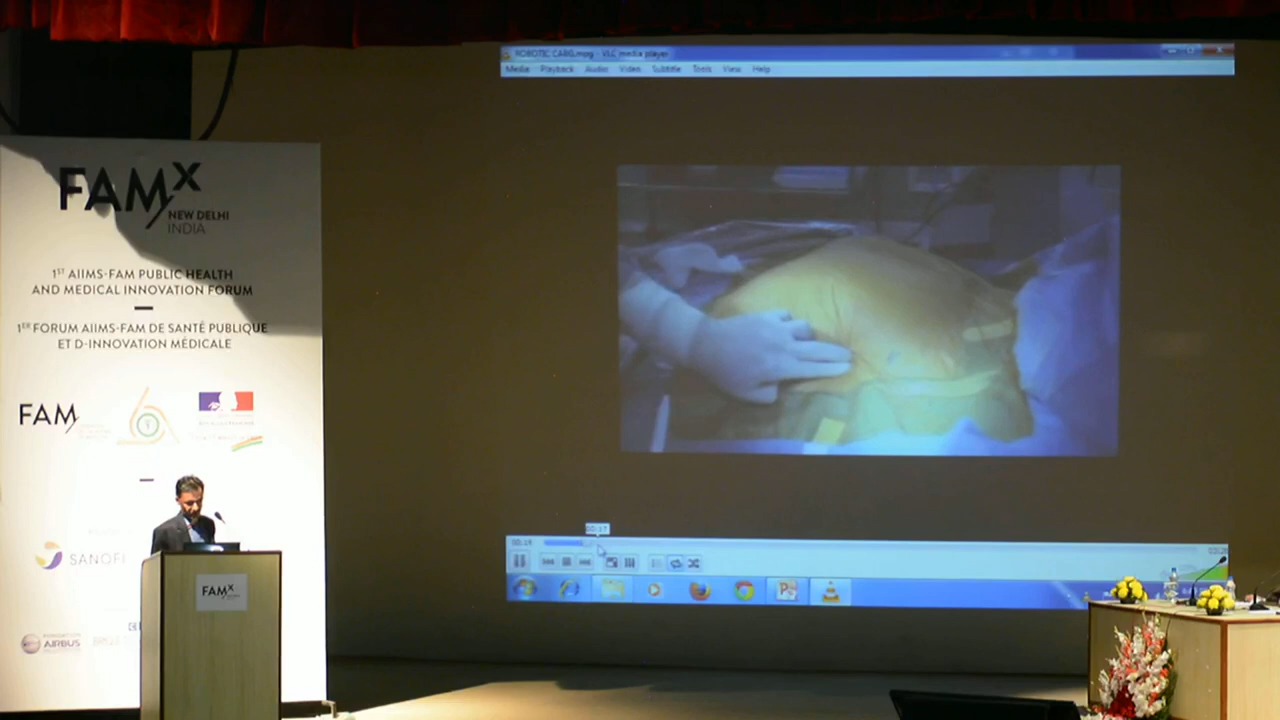 ROBOTIC CABG.mpg - VLC media player
Media Playback Audio Video Subtitle Tools View Help
FAMX
NEW DELHI
INDIA
1ST AIIMS-FAM PUBLIC HEALTH
AND MEDICAL INNOVATION FORUM
1ER FORUM AIIMS-FAM DE SANTÉ PUBLIQUE
ET D-INNOVATION MÉDICALE
FAM
SANOFI
AIRBUS
FAMX